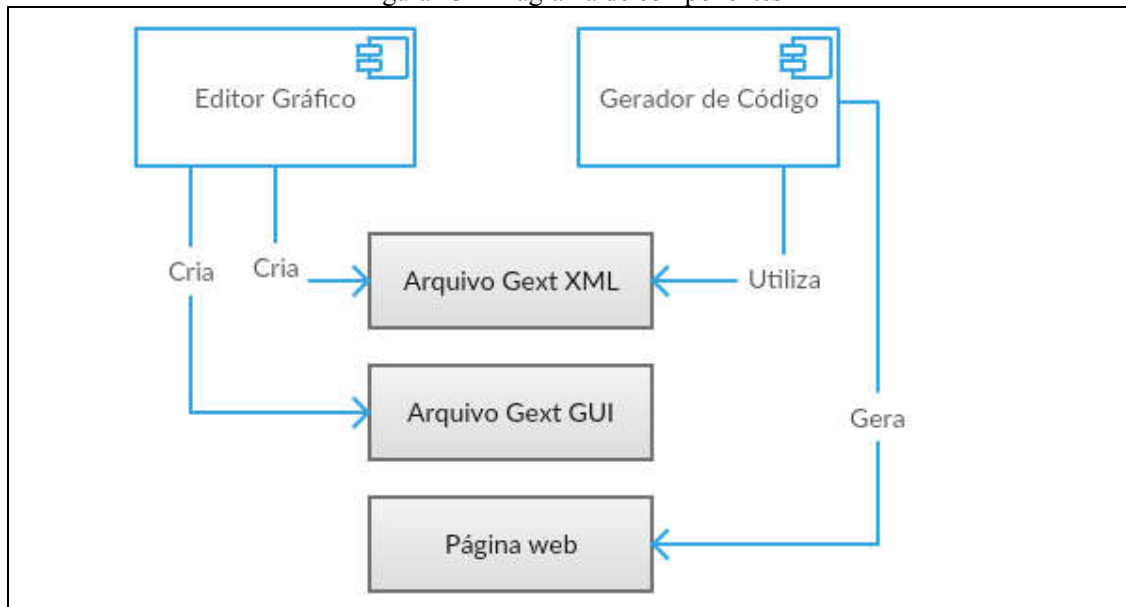 Editor Gráfico
Gerador de Código
Cria
Cria
Arquivo Gext XML
Utiliza
Arquivo Gext GUI
Gera
Página web